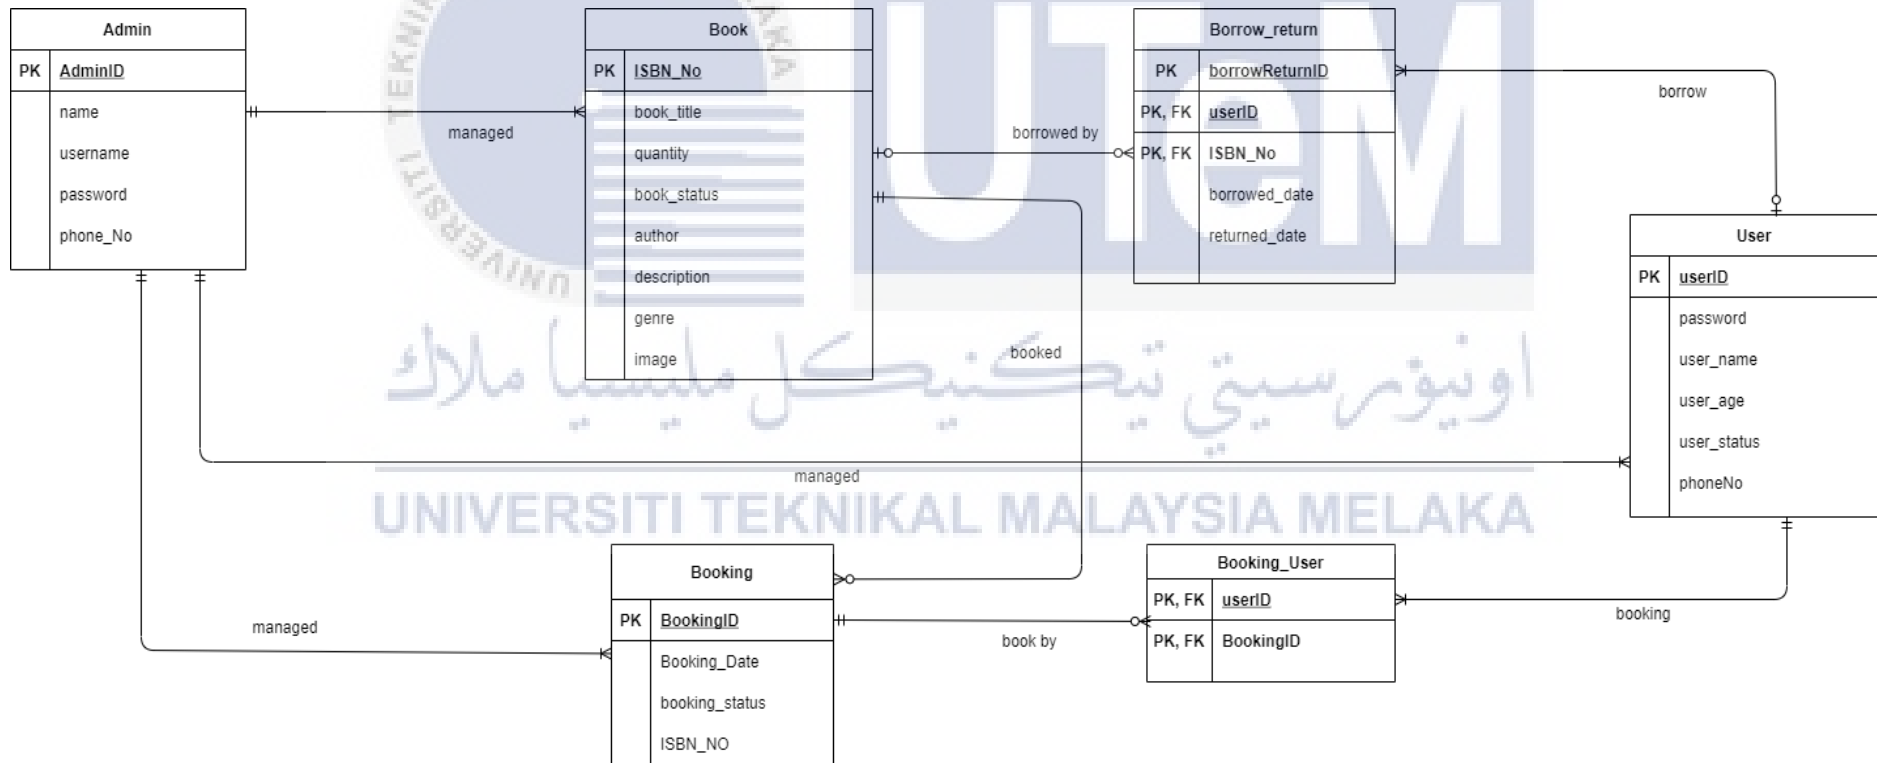 Admin
PK AdminID
name
username
password
phone_No
managed
Book
PK ISBN_No
book_title
quantity
book_status
author
description
genre
image
borrowed by
Borrow_return
PK borrowReturnID
PK, FK userID
PK, FK ISBN_No
borrowed_date
returned_date
borrow
User
PK userID
password
user_name
user_age
user_status
phoneNo
booked
managed
managed
Booking
PK BookingID
Booking_Date
booking_status
ISBN_NO
book by
Booking_User
PK, FK userID
PK, FK BookingID
booking
UTeM
اونيۏرسيتي تيكنيكل مليسيا ملاك
UNIVERSITI TEKNIKAL MALAYSIA MELAKA